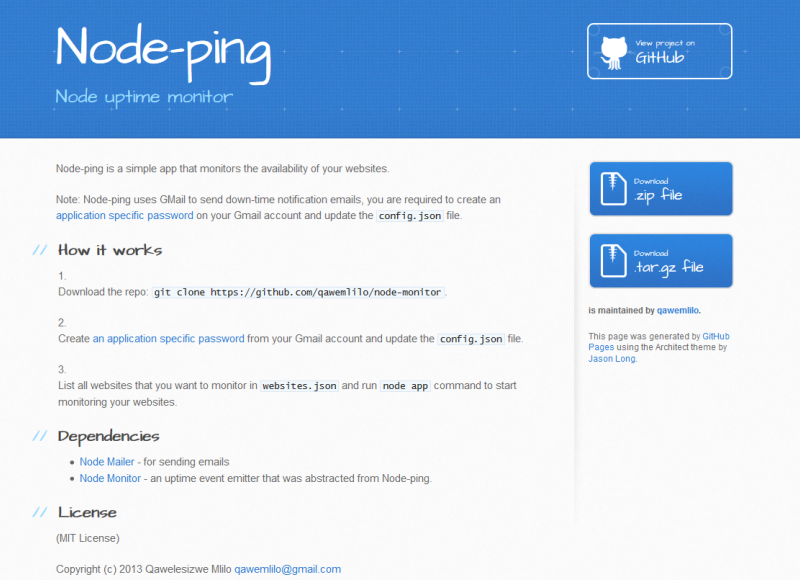 Node-ping
Node uptime monitor
View project on
GitHub
Node-ping is a simple app that monitors the availability of your websites.
Note: Node-ping uses GMail to send down-time notification emails, you are required to create an
application specific password on your Gmail account and update the config.json file.
// How it works
1.
Download the repo: git clone https://github.com/qawemlilo/node-monitor.
2.
Create an application specific password from your Gmail account and update the config.json file.
3.
List all websites that you want to monitor in websites.json and run node app command to start
monitoring your websites.
// Dependencies
• Node Mailer - for sending emails
• Node Monitor - an uptime event emitter that was abstracted from Node-ping.
// License
(MIT License)
Copyright (c) 2013 Qawelesizwe Mlilo qawemlilo@gmail.com
Download
.zip file
Download
.tar.gz file
is maintained by qawemlilo.
This page was generated by GitHub
Pages using the Architect theme by
Jason Long.